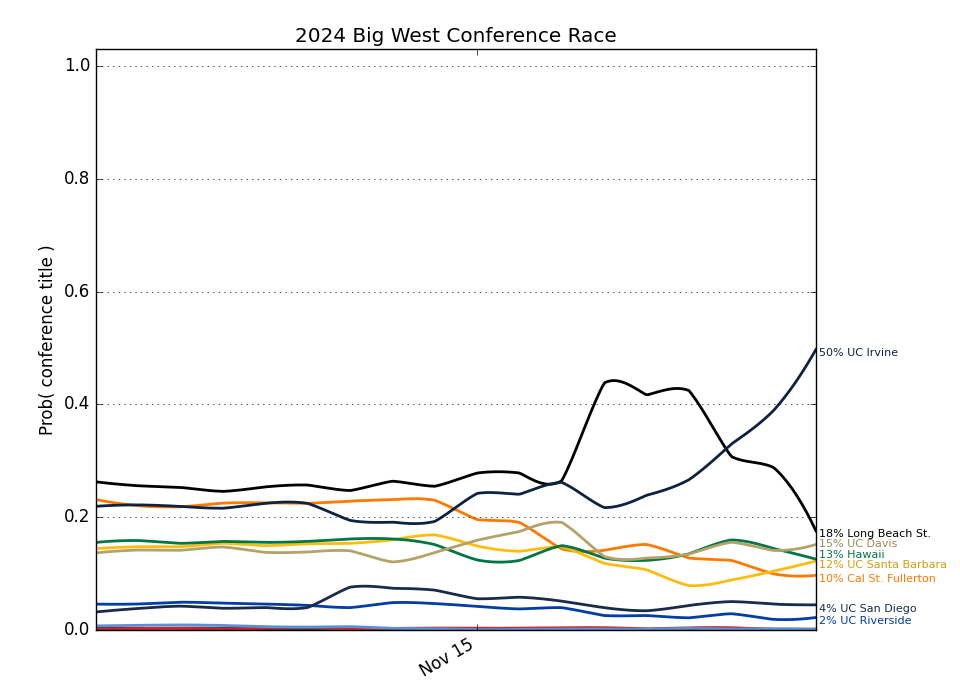 2024 Big West Conference Race
Prob( conference title )
1.0
0.8
0.6
0.4
0.2
0.0
Nov 15
50% UC Irvine
18% Long Beach St.
15% UC Davis
13% Hawaii
12% UC Santa Barbara
10% Cal St. Fullerton
4% UC San Diego
2% UC Riverside